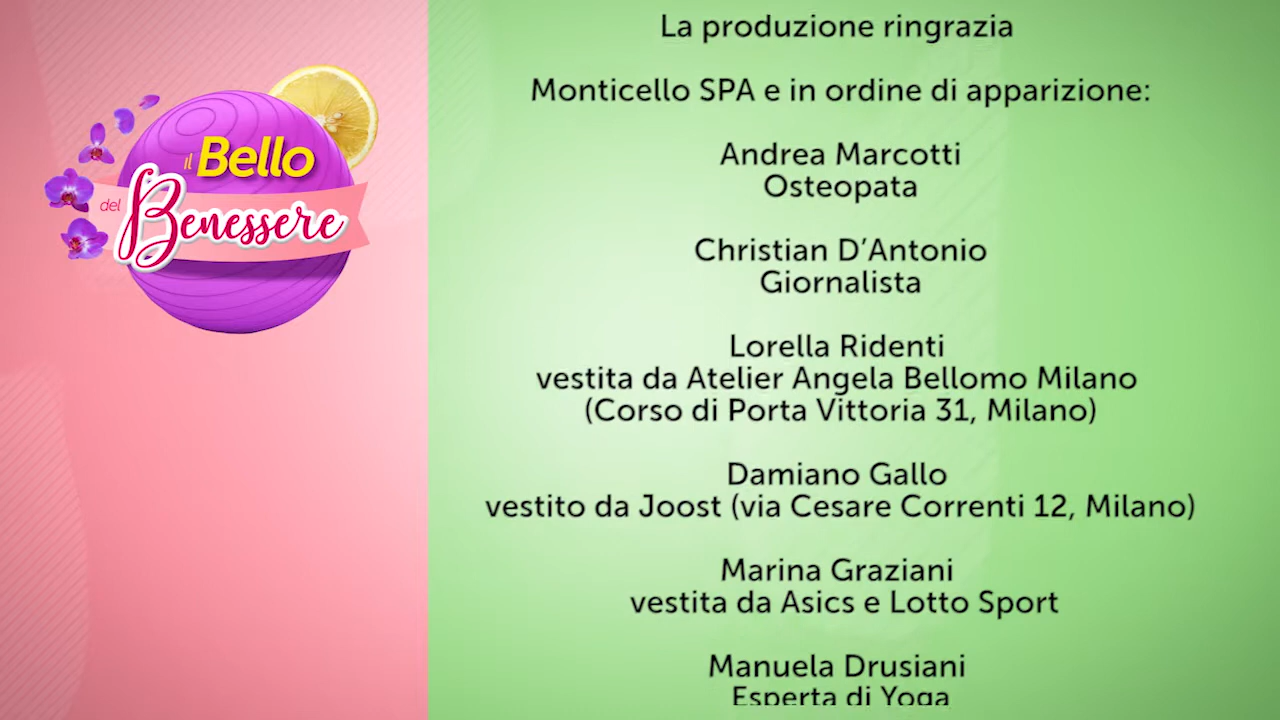 il Bello
del Benessere
La produzione ringrazia
Monticello SPA e in ordine di apparizione:
Andrea Marcotti
Osteopata
Christian D’Antonio
Giornalista
Lorella Ridenti
vestita da Atelier Angela Bellomo Milano
(Corso di Porta Vittoria 31, Milano)
Damiano Gallo
vestito da Joost (via Cesare Correnti 12, Milano)
Marina Graziani
vestita da Asics e Lotto Sport
Manuela Drusiani
Esperta di Yoga